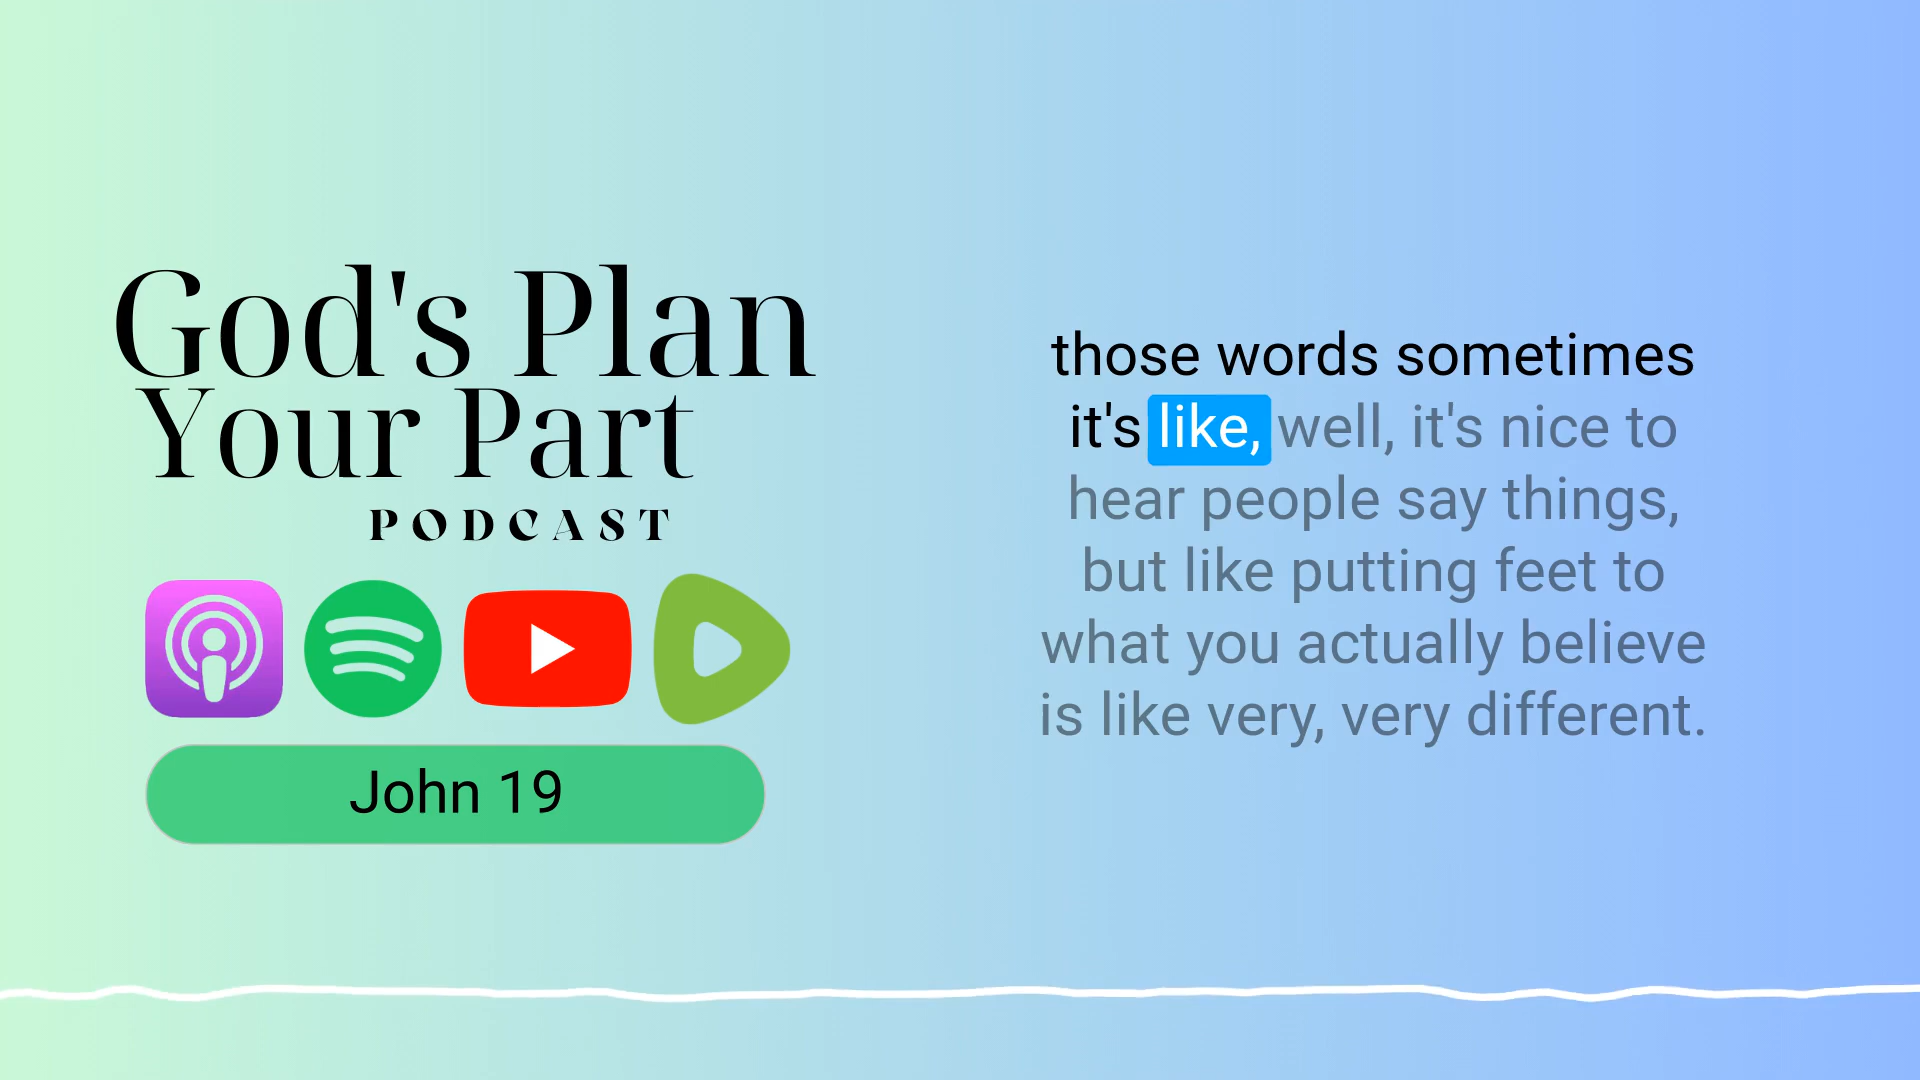 God's Plan
Your Part
PODCAST
John 19
those words sometimes
it's like, well, it's nice to
hear people say things,
but like putting feet to
what you actually believe
is like very, very different.